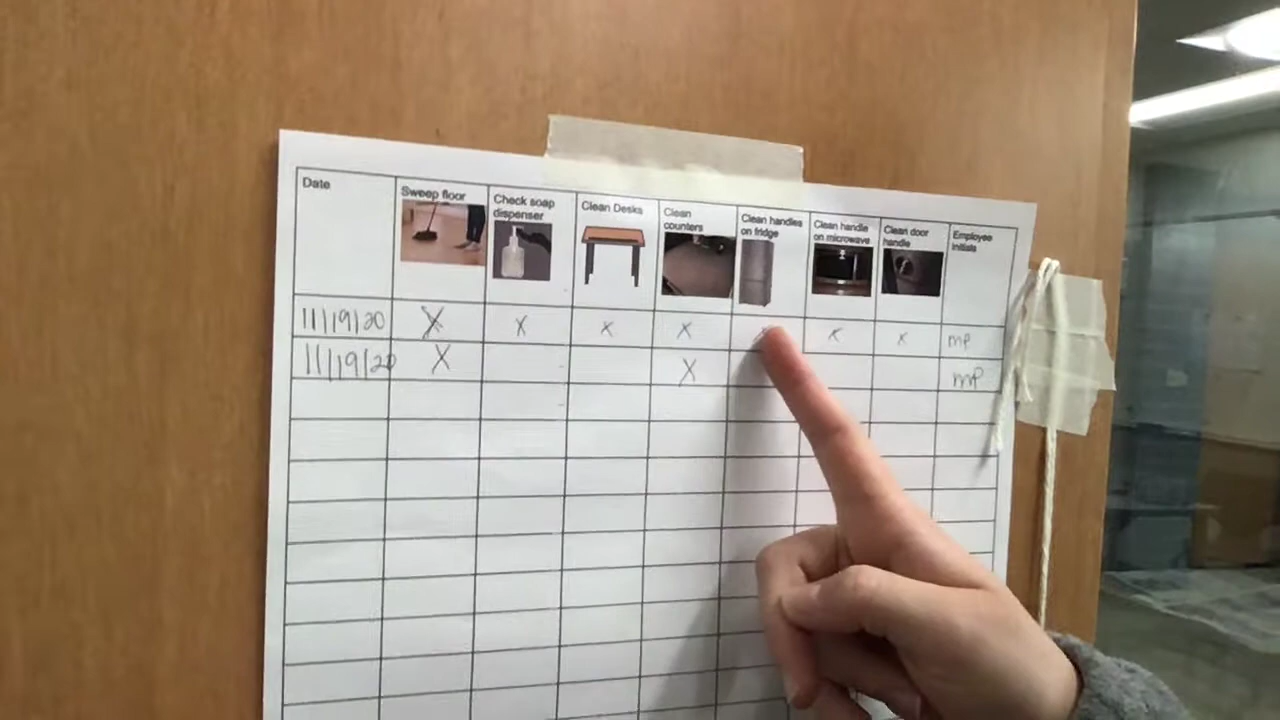 Date
Sweep floor
Check soap
dispenser
Clean Desks
Clean
counters
Clean handles
on fridge
Clean handle
on microwave
Clean door
handle
Employee
Initials
11/19/20 X X X X X X mp
11/19/20 X X mP